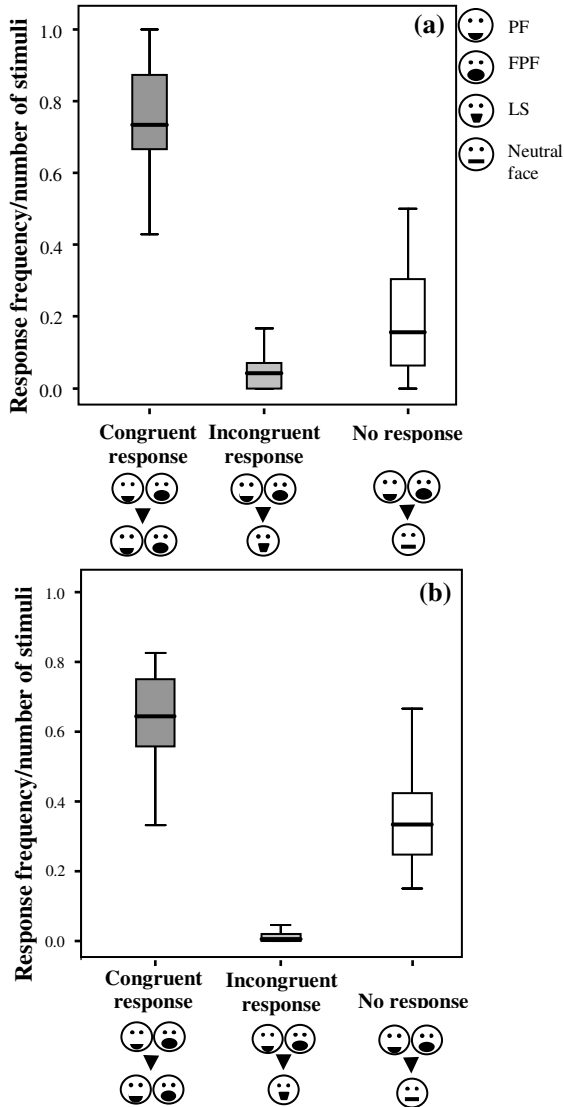 (a)
PF
FPF
LS
Neutral
face
Response frequency/number of stimuli
1.0
0.8
0.6
0.4
0.2
0.0
Congruent
response
Incongruent
response
No response
(b)
Response frequency/number of stimuli
1.0
0.8
0.6
0.4
0.2
0.0
Congruent
response
Incongruent
response
No response